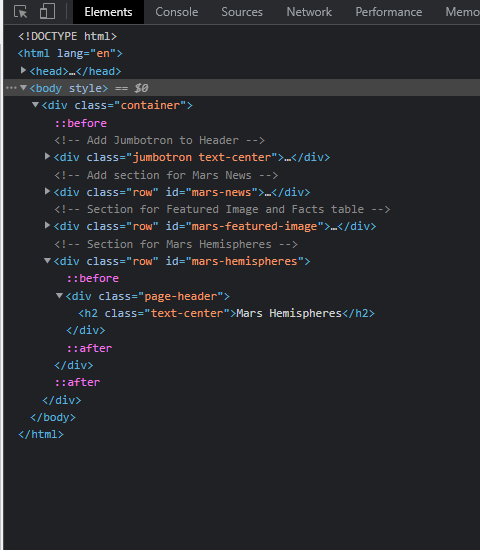 Elements Console Sources Network Performance Memo
<!DOCTYPE html>
<html lang="en">
<head>…</head>
<body style> == $0
<div class="container">
::before
<!-- Add Jumbotron to Header -->
<div class="jumbotron text-center">…</div>
<!-- Add section for Mars News -->
<div class="row" id="mars-news">…</div>
<!-- Section for Featured Image and Facts table -->
<div class="row" id="mars-featured-image">…</div>
<!-- Section for Mars Hemispheres -->
<div class="row" id="mars-hemispheres">
::before
<div class="page-header">
<h2 class="text-center">Mars Hemispheres</h2>
</div>
::after
</div>
::after
</div>
</body>
</html>